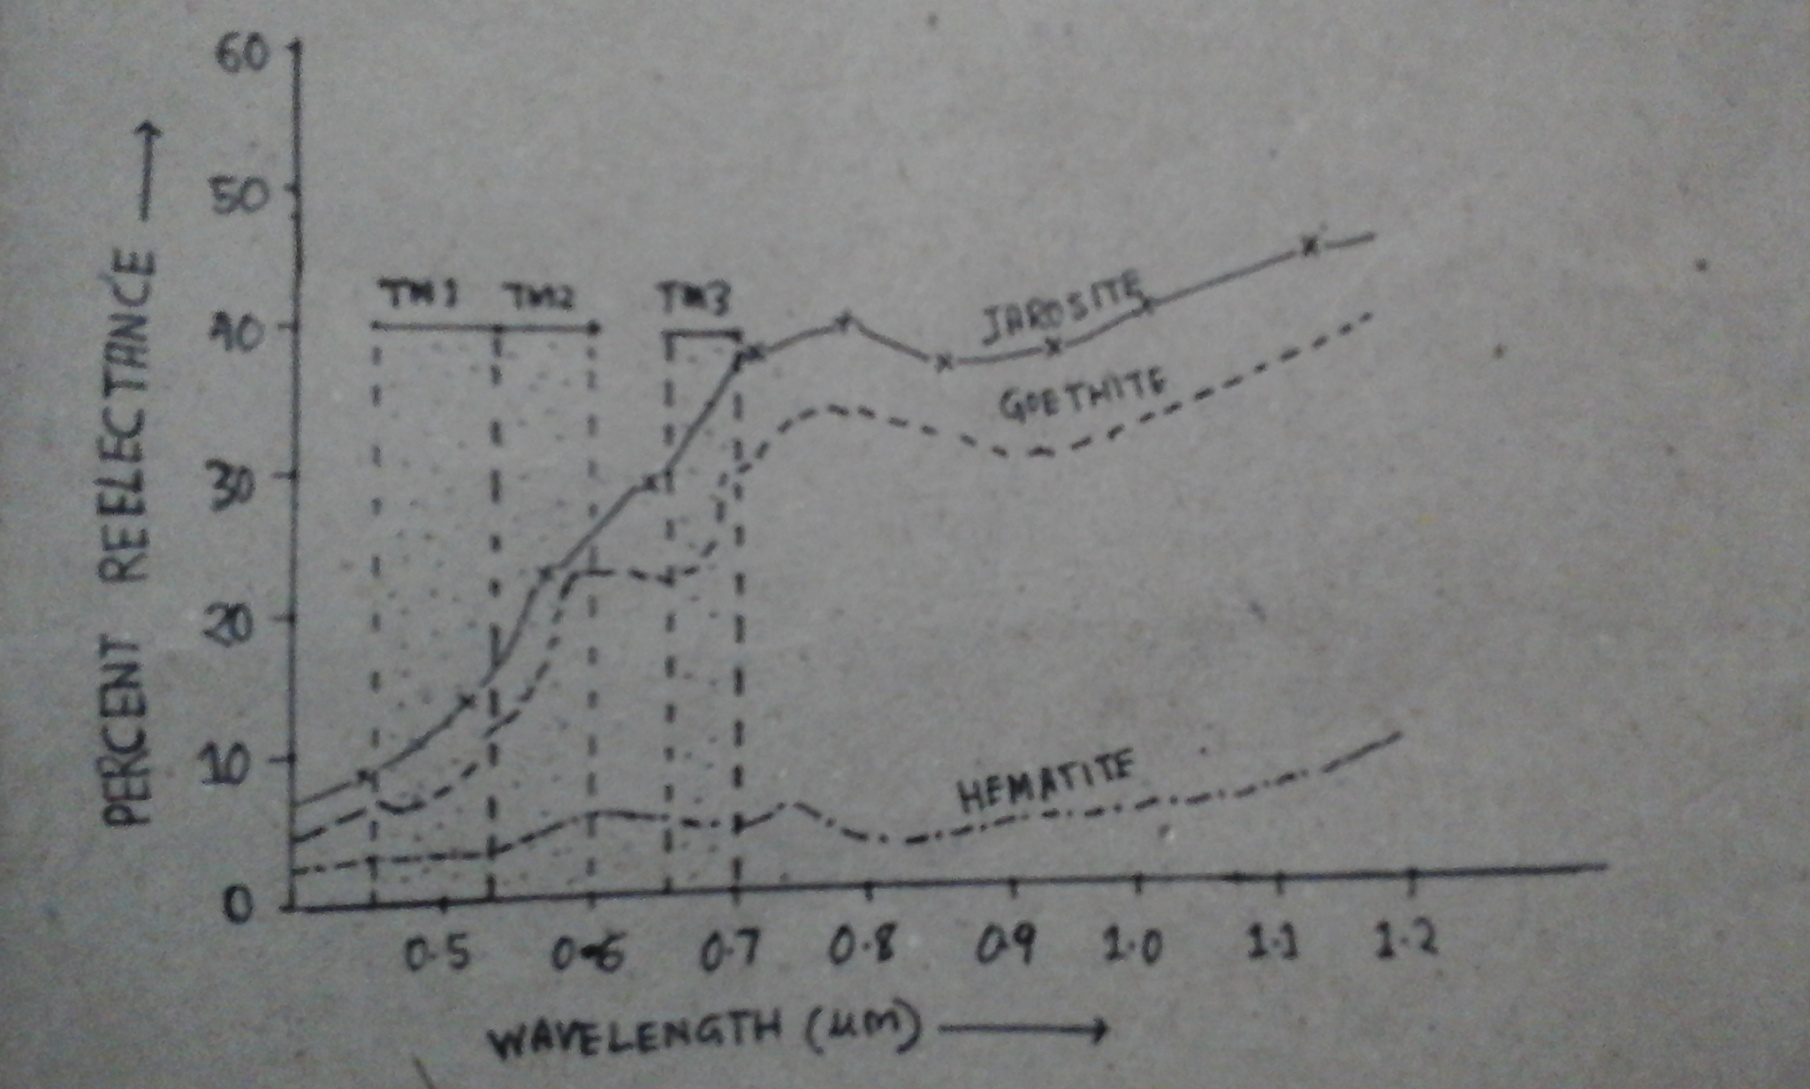 60
50
40
30
20
10
0
PERCENT REELECTANCE
TM1 TM2 TM3
JAROSITE
GOETHITE
HEMATITE
0.5 0.6 0.7 0.8 0.9 1.0 1.1 1.2
WAVELENGTH (µm)